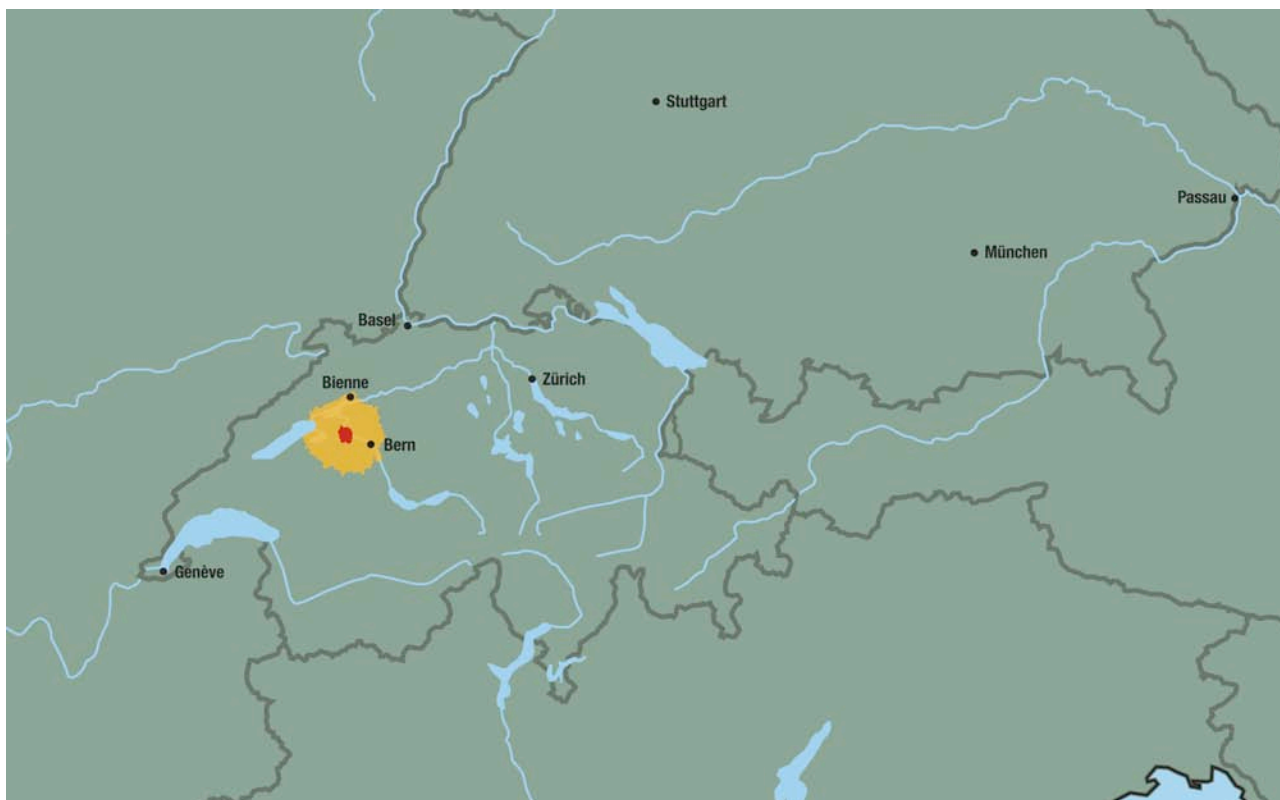 Stuttgart
Passau
München
Basel
Zürich
Bienne
Bern
Genève